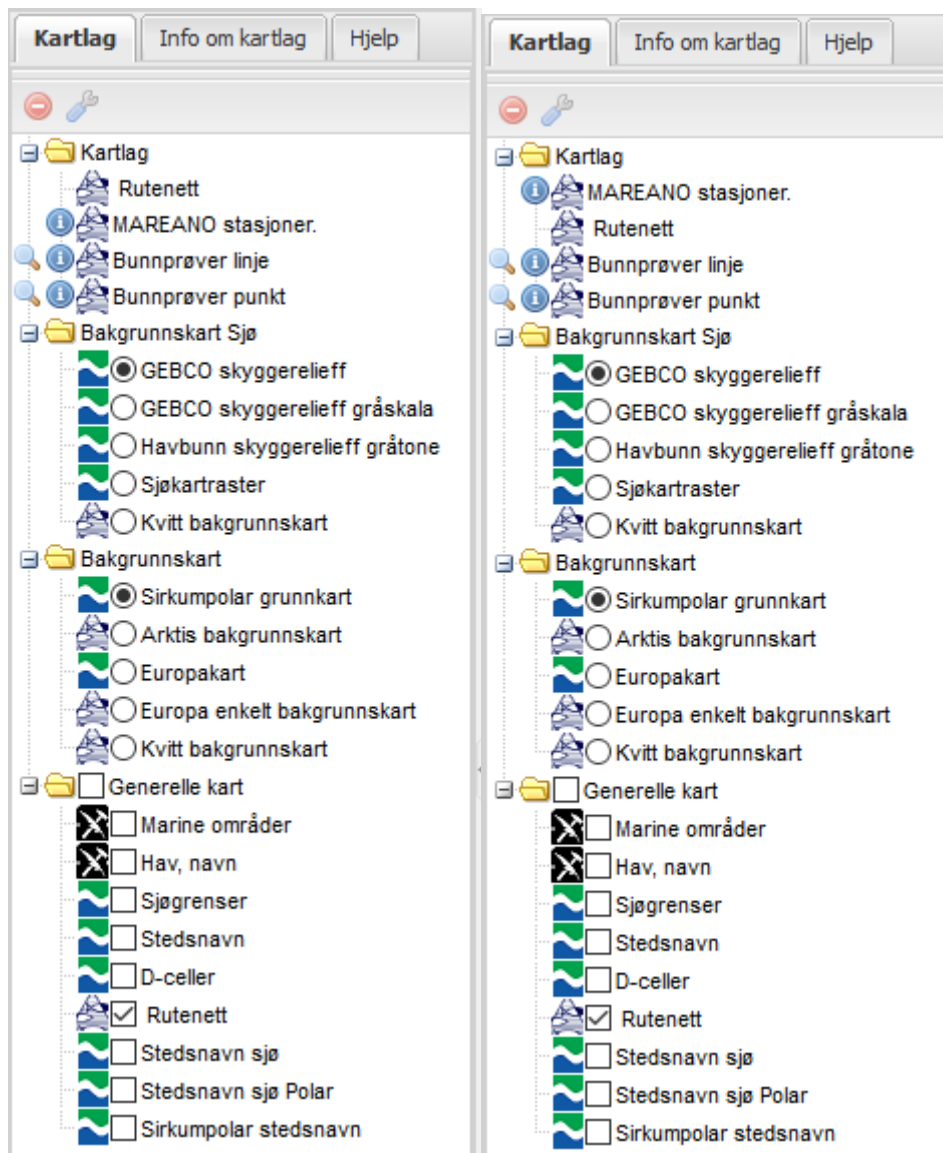 Kartlag Info om kartlag Hjelp
Kartlag
Rutenett
MAREANO stasjoner.
Bunnprøver linje
Bunnprøver punkt
Bakgrunnskart Sjø
GEBCO skyggerelieff
GEBCO skyggerelieff gråskala
Havbunn skyggerelieff gråtone
Sjøkartraster
Kvitt bakgrunnskart
Bakgrunnskart
Sirkumpolar grunnkart
Arktis bakgrunnskart
Europakart
Europa enkelt bakgrunnskart
Kvitt bakgrunnskart
Generelle kart
Marine områder
Hav, navn
Sjøgrenser
Stedsnavn
D-celler
Rutenett
Stedsnavn sjø
Stedsnavn sjø Polar
Sirkumpolar stedsnavn
Kartlag Info om kartlag Hjelp
Kartlag
MAREANO stasjoner.
Rutenett
Bunnprøver linje
Bunnprøver punkt
Bakgrunnskart Sjø
GEBCO skyggerelieff
GEBCO skyggerelieff gråskala
Havbunn skyggerelieff gråtone
Sjøkartraster
Kvitt bakgrunnskart
Bakgrunnskart
Sirkumpolar grunnkart
Arktis bakgrunnskart
Europakart
Europa enkelt bakgrunnskart
Kvitt bakgrunnskart
Generelle kart
Marine områder
Hav, navn
Sjøgrenser
Stedsnavn
D-celler
Rutenett
Stedsnavn sjø
Stedsnavn sjø Polar
Sirkumpolar stedsnavn